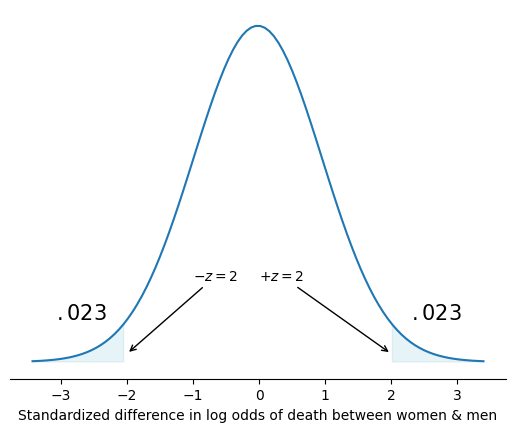 −z = 2 +z = 2
.023 .023
−3 −2 −1 0 1 2 3
Standardized difference in log odds of death between women & men